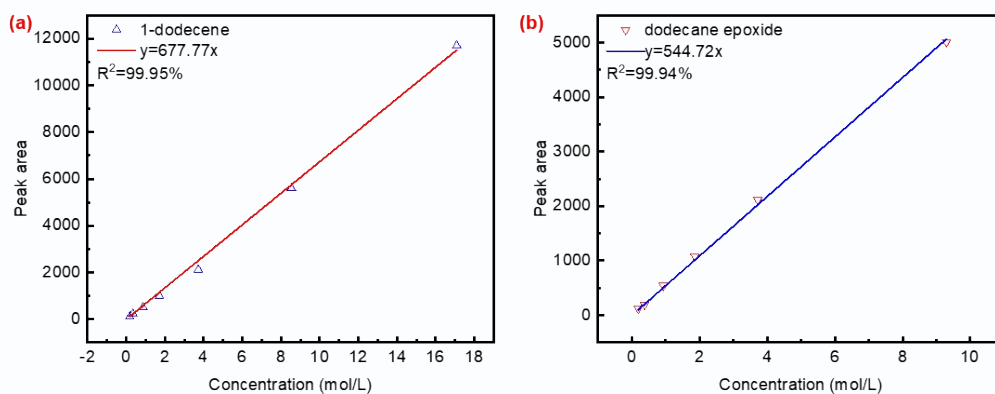 (a)
1-dodecene
y=677.77x
R²=99.95%
Peak area
12000
10000
8000
6000
4000
2000
0
-2 0 2 4 6 8 10 12 14 16 18
Concentration (mol/L)
(b)
dodecane epoxide
y=544.72x
R²=99.94%
Peak area
5000
4000
3000
2000
1000
0
0 2 4 6 8 10
Concentration (mol/L)